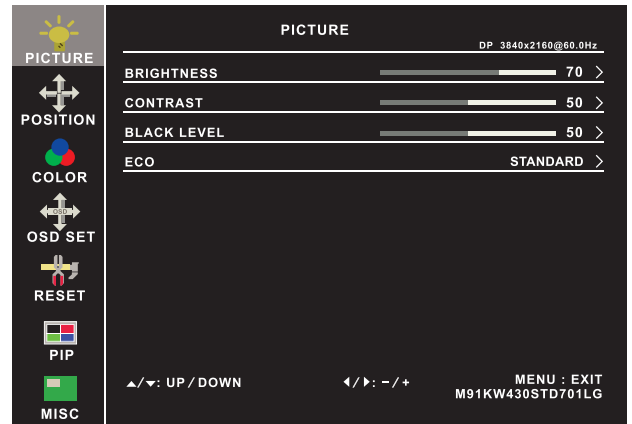 PICTURE
DP 3840x2160@60.0Hz
PICTURE
BRIGHTNESS 70 >
CONTRAST 50 >
POSITION
BLACK LEVEL 50 >
ECO STANDARD >
COLOR
OSD
OSD SET
RESET
PIP
▲/▼: UP / DOWN ◀/▶: − / + MENU : EXIT
M91KW430STD701LG
MISC